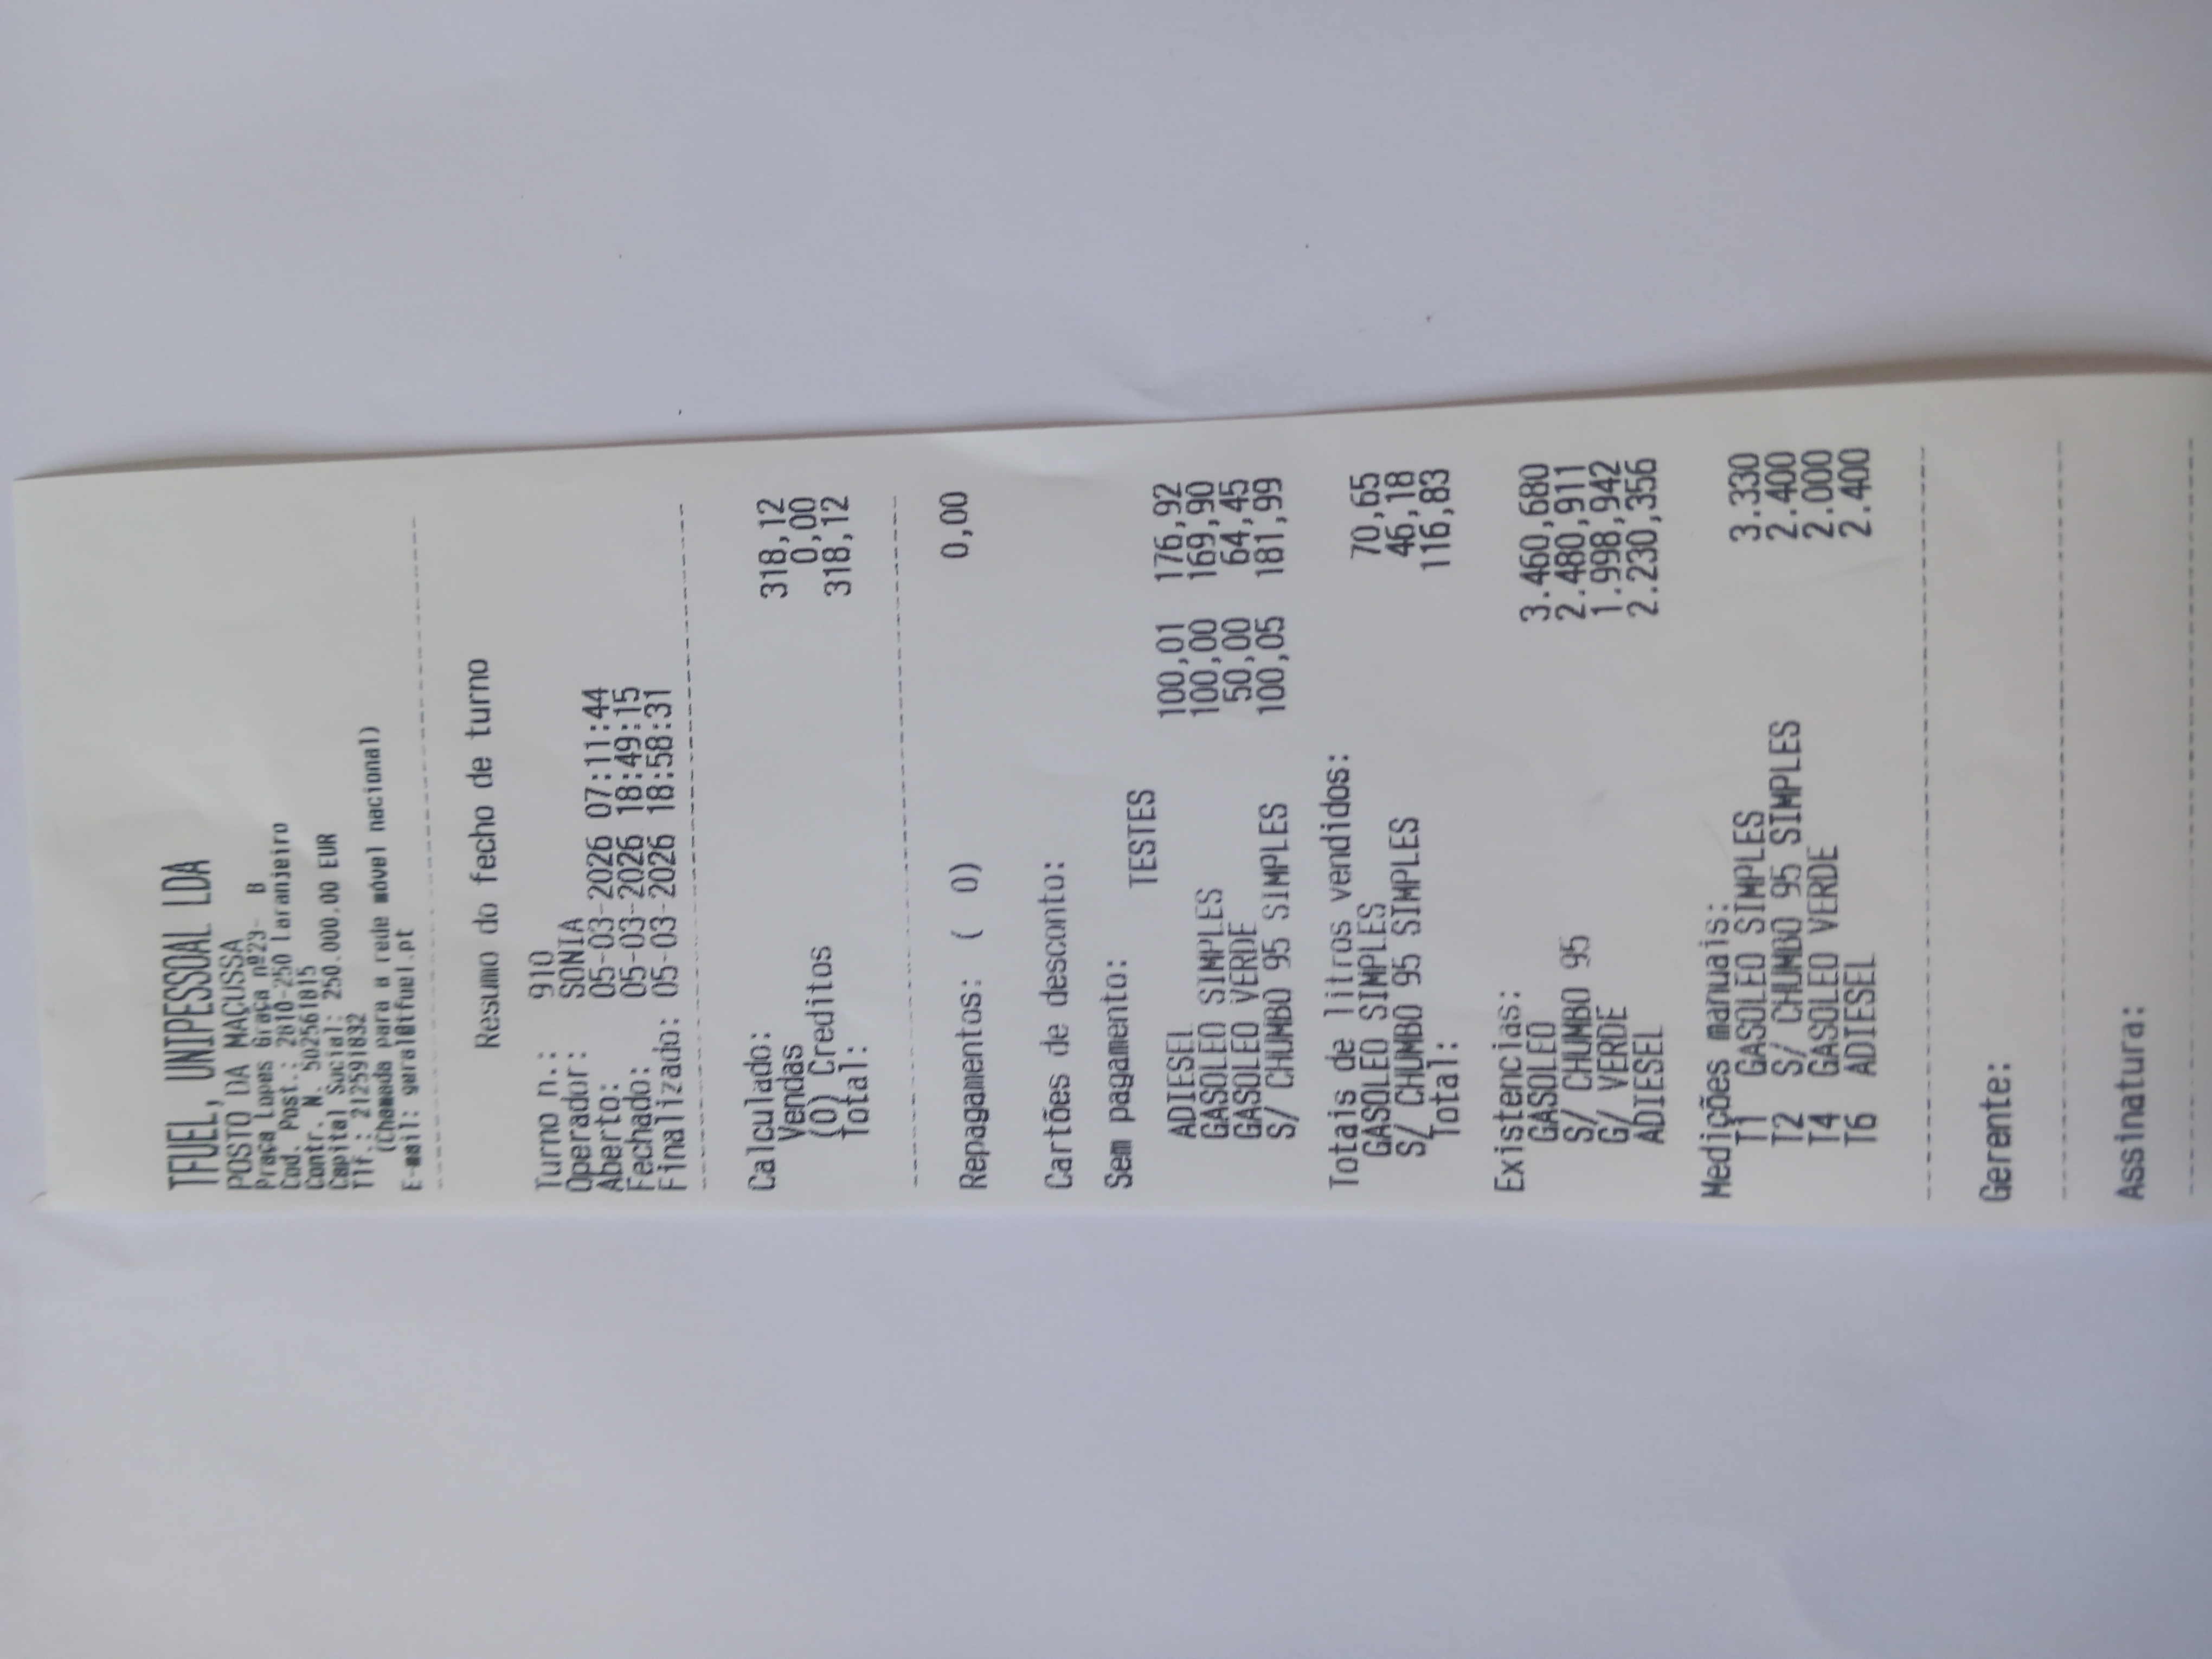 TFUEL, UNIPESSOAL LDA
POSTO DA MAÇUSSA
Praça Lopes Graça nº23- B
Cod. Post.: 2810-250 Laranjeiro
Contr. N. 502561815
Capital Social: 250.000,00 EUR
Tlf.: 212591832
(Chamada para a rede móvel nacional)
E-mail: geral@tfuel.pt
Resumo do fecho de turno
Turno n.: 910
Operador: SONIA
Aberto: 05-03-2026 07:11:44
Fechado: 05-03-2026 18:49:15
Finalizado: 05-03-2026 18:58:31
Calculado:
Vendas 318,12
(0) Creditos 0,00
Total: 318,12
Repagamentos: ( 0) 0,00
Cartões de desconto:
Sem pagamento:
TESTES
ADIESEL 100,01 176,92
GASOLEO SIMPLES 100,00 169,90
GASOLEO VERDE 50,00 64,45
S/ CHUMBO 95 SIMPLES 100,05 181,99
Totais de litros vendidos:
GASOLEO SIMPLES 70,65
S/ CHUMBO 95 SIMPLES 46,18
Total: 116,83
Existencias:
GASOLEO 3.460,680
S/ CHUMBO 95 2.480,911
G/ VERDE 1.998,942
ADIESEL 2.230,356
Medições manuais:
T1 GASOLEO SIMPLES 3.330
T2 S/ CHUMBO 95 SIMPLES 2.400
T4 GASOLEO VERDE 2.000
T6 ADIESEL 2.400
Gerente:
Assinatura: